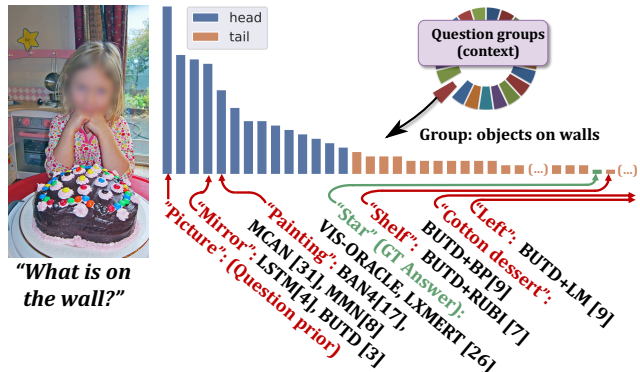 head
tail
Question groups
(context)
Group: objects on walls
(...)
(...)
"What is on
the wall?"
"Picture": (Question prior)
"Mirror": LSTM[4], BUTD [3]
"Painting": BAN4[17],
MCAN [31], MMN[8]
"Star" (GT Answer):
VIS-ORACLE, LXMERT [26]
"Shelf": BUTD+RUBI [7]
BUTD+BP[9]
"Cotton dessert":
"Left": BUTD+LM [9]